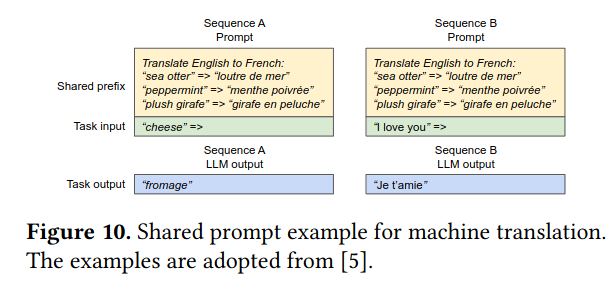 Sequence A Sequence B
Prompt Prompt
Shared prefix
Translate English to French:
“sea otter” => “loutre de mer”
“peppermint” => “menthe poivrée”
“plush girafe” => “girafe en peluche”
Translate English to French:
“sea otter” => “loutre de mer”
“peppermint” => “menthe poivrée”
“plush girafe” => “girafe en peluche”
Task input “cheese” => “I love you” =>
Sequence A Sequence B
LLM output LLM output
Task output “fromage” “Je t’amie”
Figure 10. Shared prompt example for machine translation.
The examples are adopted from [5].